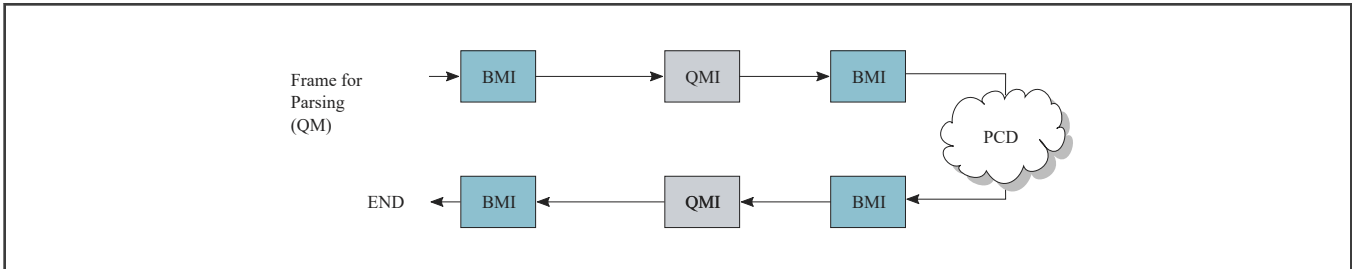 Frame for
Parsing
(QM)
BMI
QMI
BMI
PCD
END
BMI
QMI
BMI